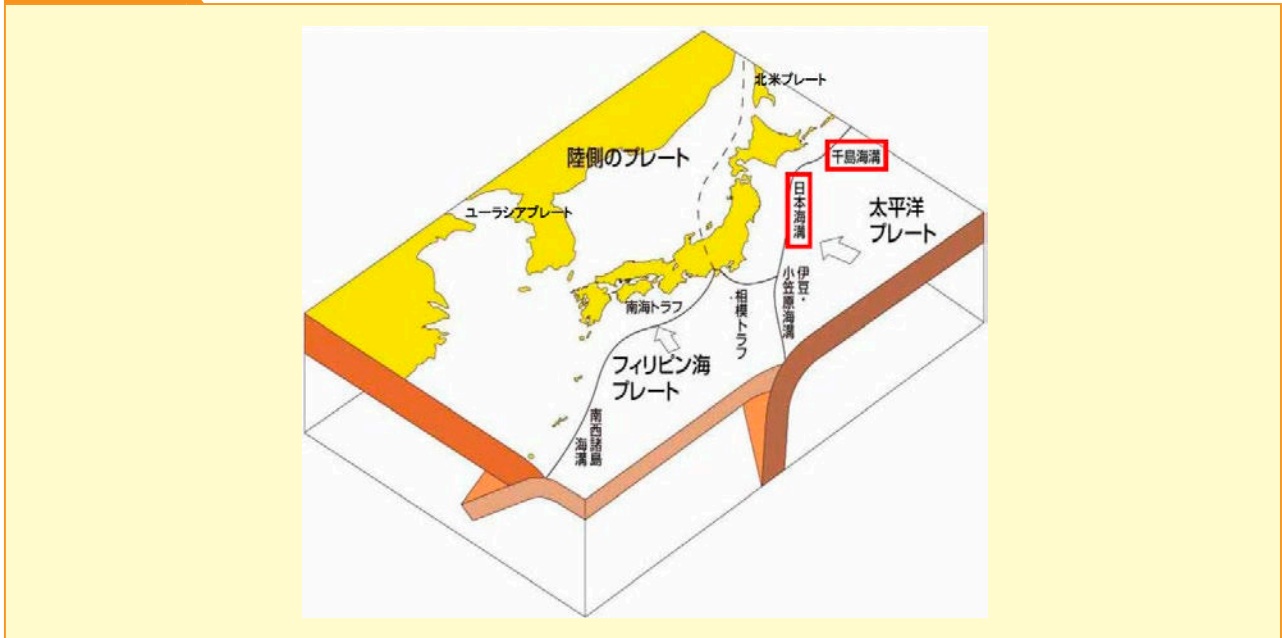 北米プレート
千島海溝
陸側のプレート
日本海溝
太平洋
プレート
ユーラシアプレート
伊豆・
小笠原海溝
南海トラフ
相模トラフ
フィリピン海
プレート
南西諸島
海溝